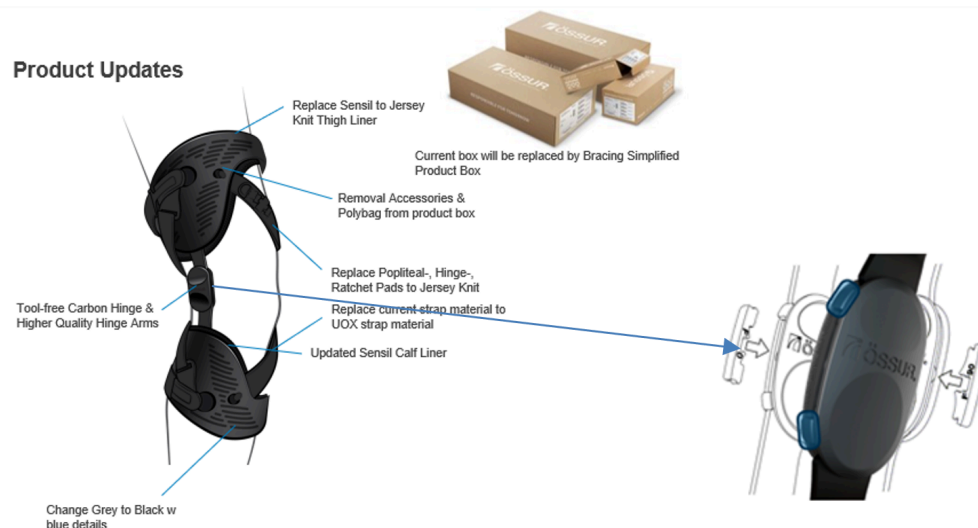 Product Updates
ÖSSUR
ÖSSUR
Current box will be replaced by Bracing Simplified
Product Box
Replace Sensil to Jersey
Knit Thigh Liner
Removal Accessories &
Polybag from product box
Replace Popliteal-, Hinge-,
Ratchet Pads to Jersey Knit
Tool-free Carbon Hinge &
Higher Quality Hinge Arms
Replace current strap material to
UOX strap material
Updated Sensil Calf Liner
ÖSSUR
90
Change Grey to Black w
blue details